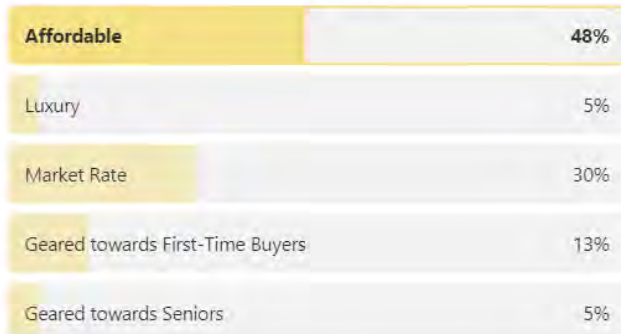 Affordable 48%
Luxury 5%
Market Rate 30%
Geared towards First-Time Buyers 13%
Geared towards Seniors 5%